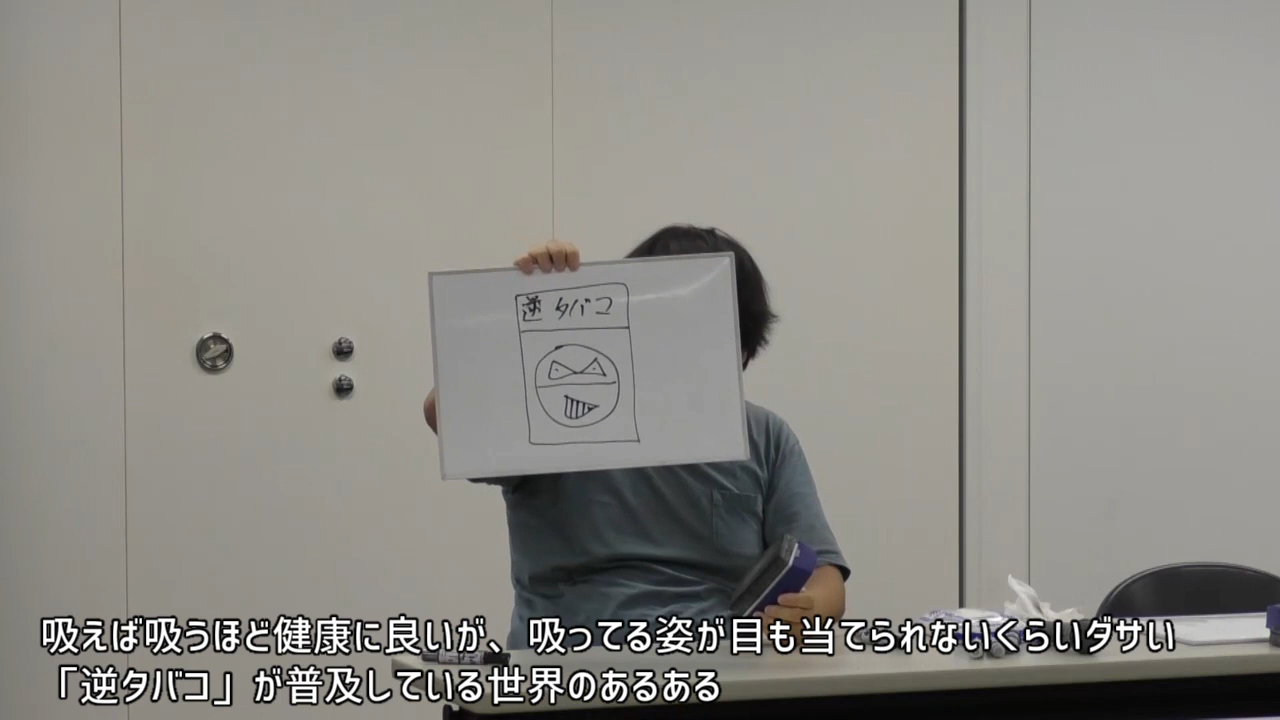 逆タバコ
吸えば吸うほど健康に良いが、吸ってる姿が目も当てられないくらいダサい
「逆タバコ」が普及している世界のあるある